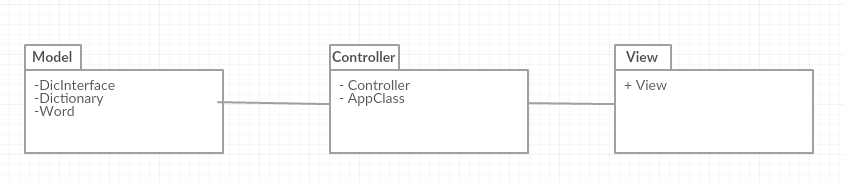 Model
-DicInterface
-Dictionary
-Word
Controller
- Controller
- AppClass
View
+ View